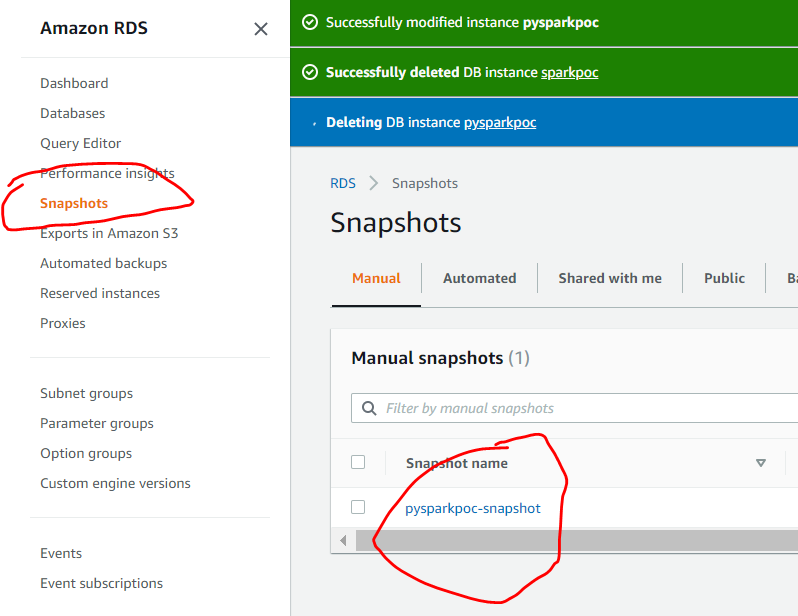 Amazon RDS
Dashboard
Databases
Query Editor
Performance insights
Snapshots
Exports in Amazon S3
Automated backups
Reserved instances
Proxies
Subnet groups
Parameter groups
Option groups
Custom engine versions
Events
Event subscriptions
Successfully modified instance pysparkpoc
Successfully deleted DB instance sparkpoc
Deleting DB instance pysparkpoc
RDS Snapshots
Snapshots
Manual Automated Shared with me Public Ba
Manual snapshots (1)
Filter by manual snapshots
Snapshot name
pysparkpoc-snapshot